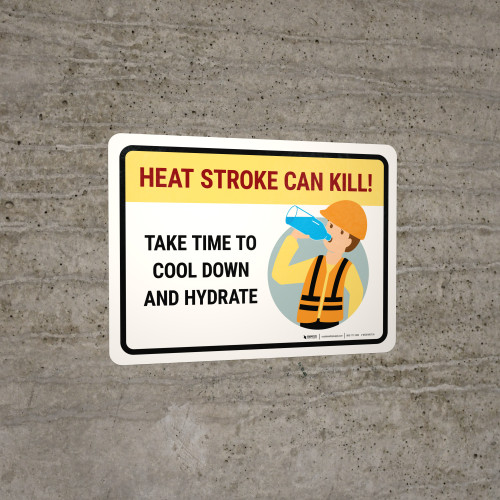 HEAT STROKE CAN KILL!
TAKE TIME TO
COOL DOWN
AND HYDRATE